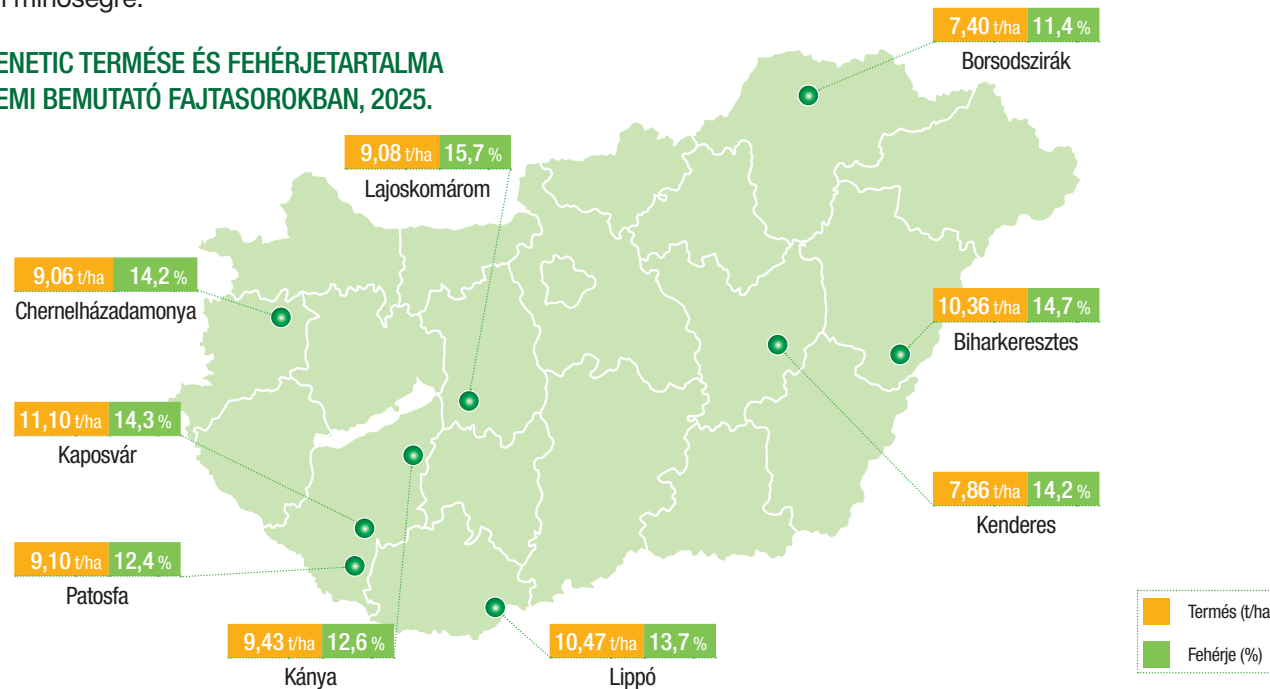 minőségre.
ENETIC TERMÉSE ÉS FEHÉRJETARTALMA
EMI BEMUTATÓ FAJTASOROKBAN, 2025.
7,40 t/ha 11,4 %
Borsodszirák
9,08 t/ha 15,7 %
Lajoskomárom
9,06 t/ha 14,2 %
Chernelházadamonya
10,36 t/ha 14,7 %
Biharkeresztes
11,10 t/ha 14,3 %
Kaposvár
7,86 t/ha 14,2 %
Kenderes
9,10 t/ha 12,4 %
Patosfa
9,43 t/ha 12,6 %
Kánya
10,47 t/ha 13,7 %
Lippó
Termés (t/ha
Fehérje (%)